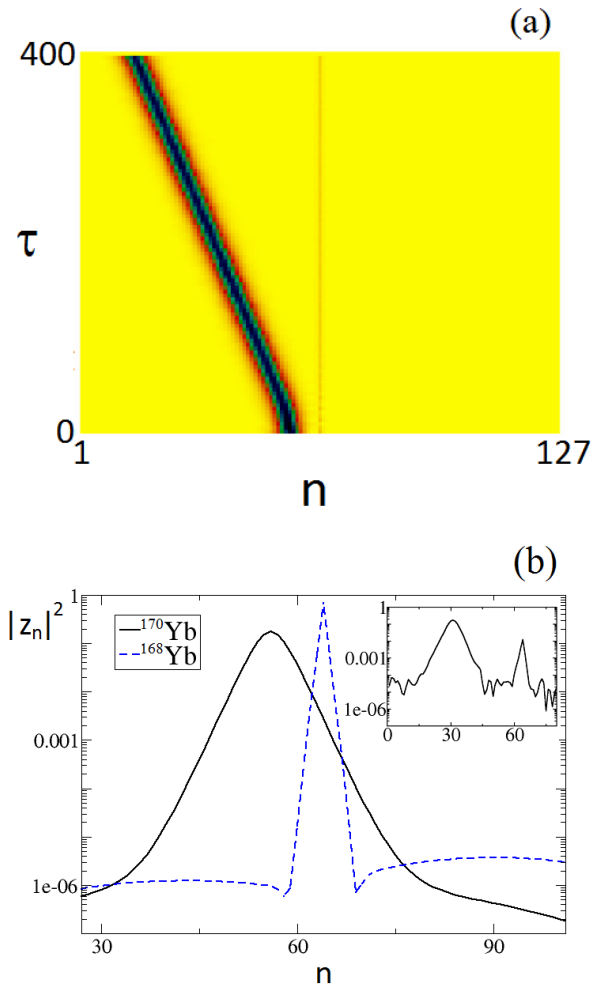 (a)
400
τ
0
1
127
n
(b)
|z_n|^2
1
0.001
1e-06
¹⁷⁰Yb
¹⁶⁸Yb
1
0.001
1e-06
0
30
60
30
60
90
n